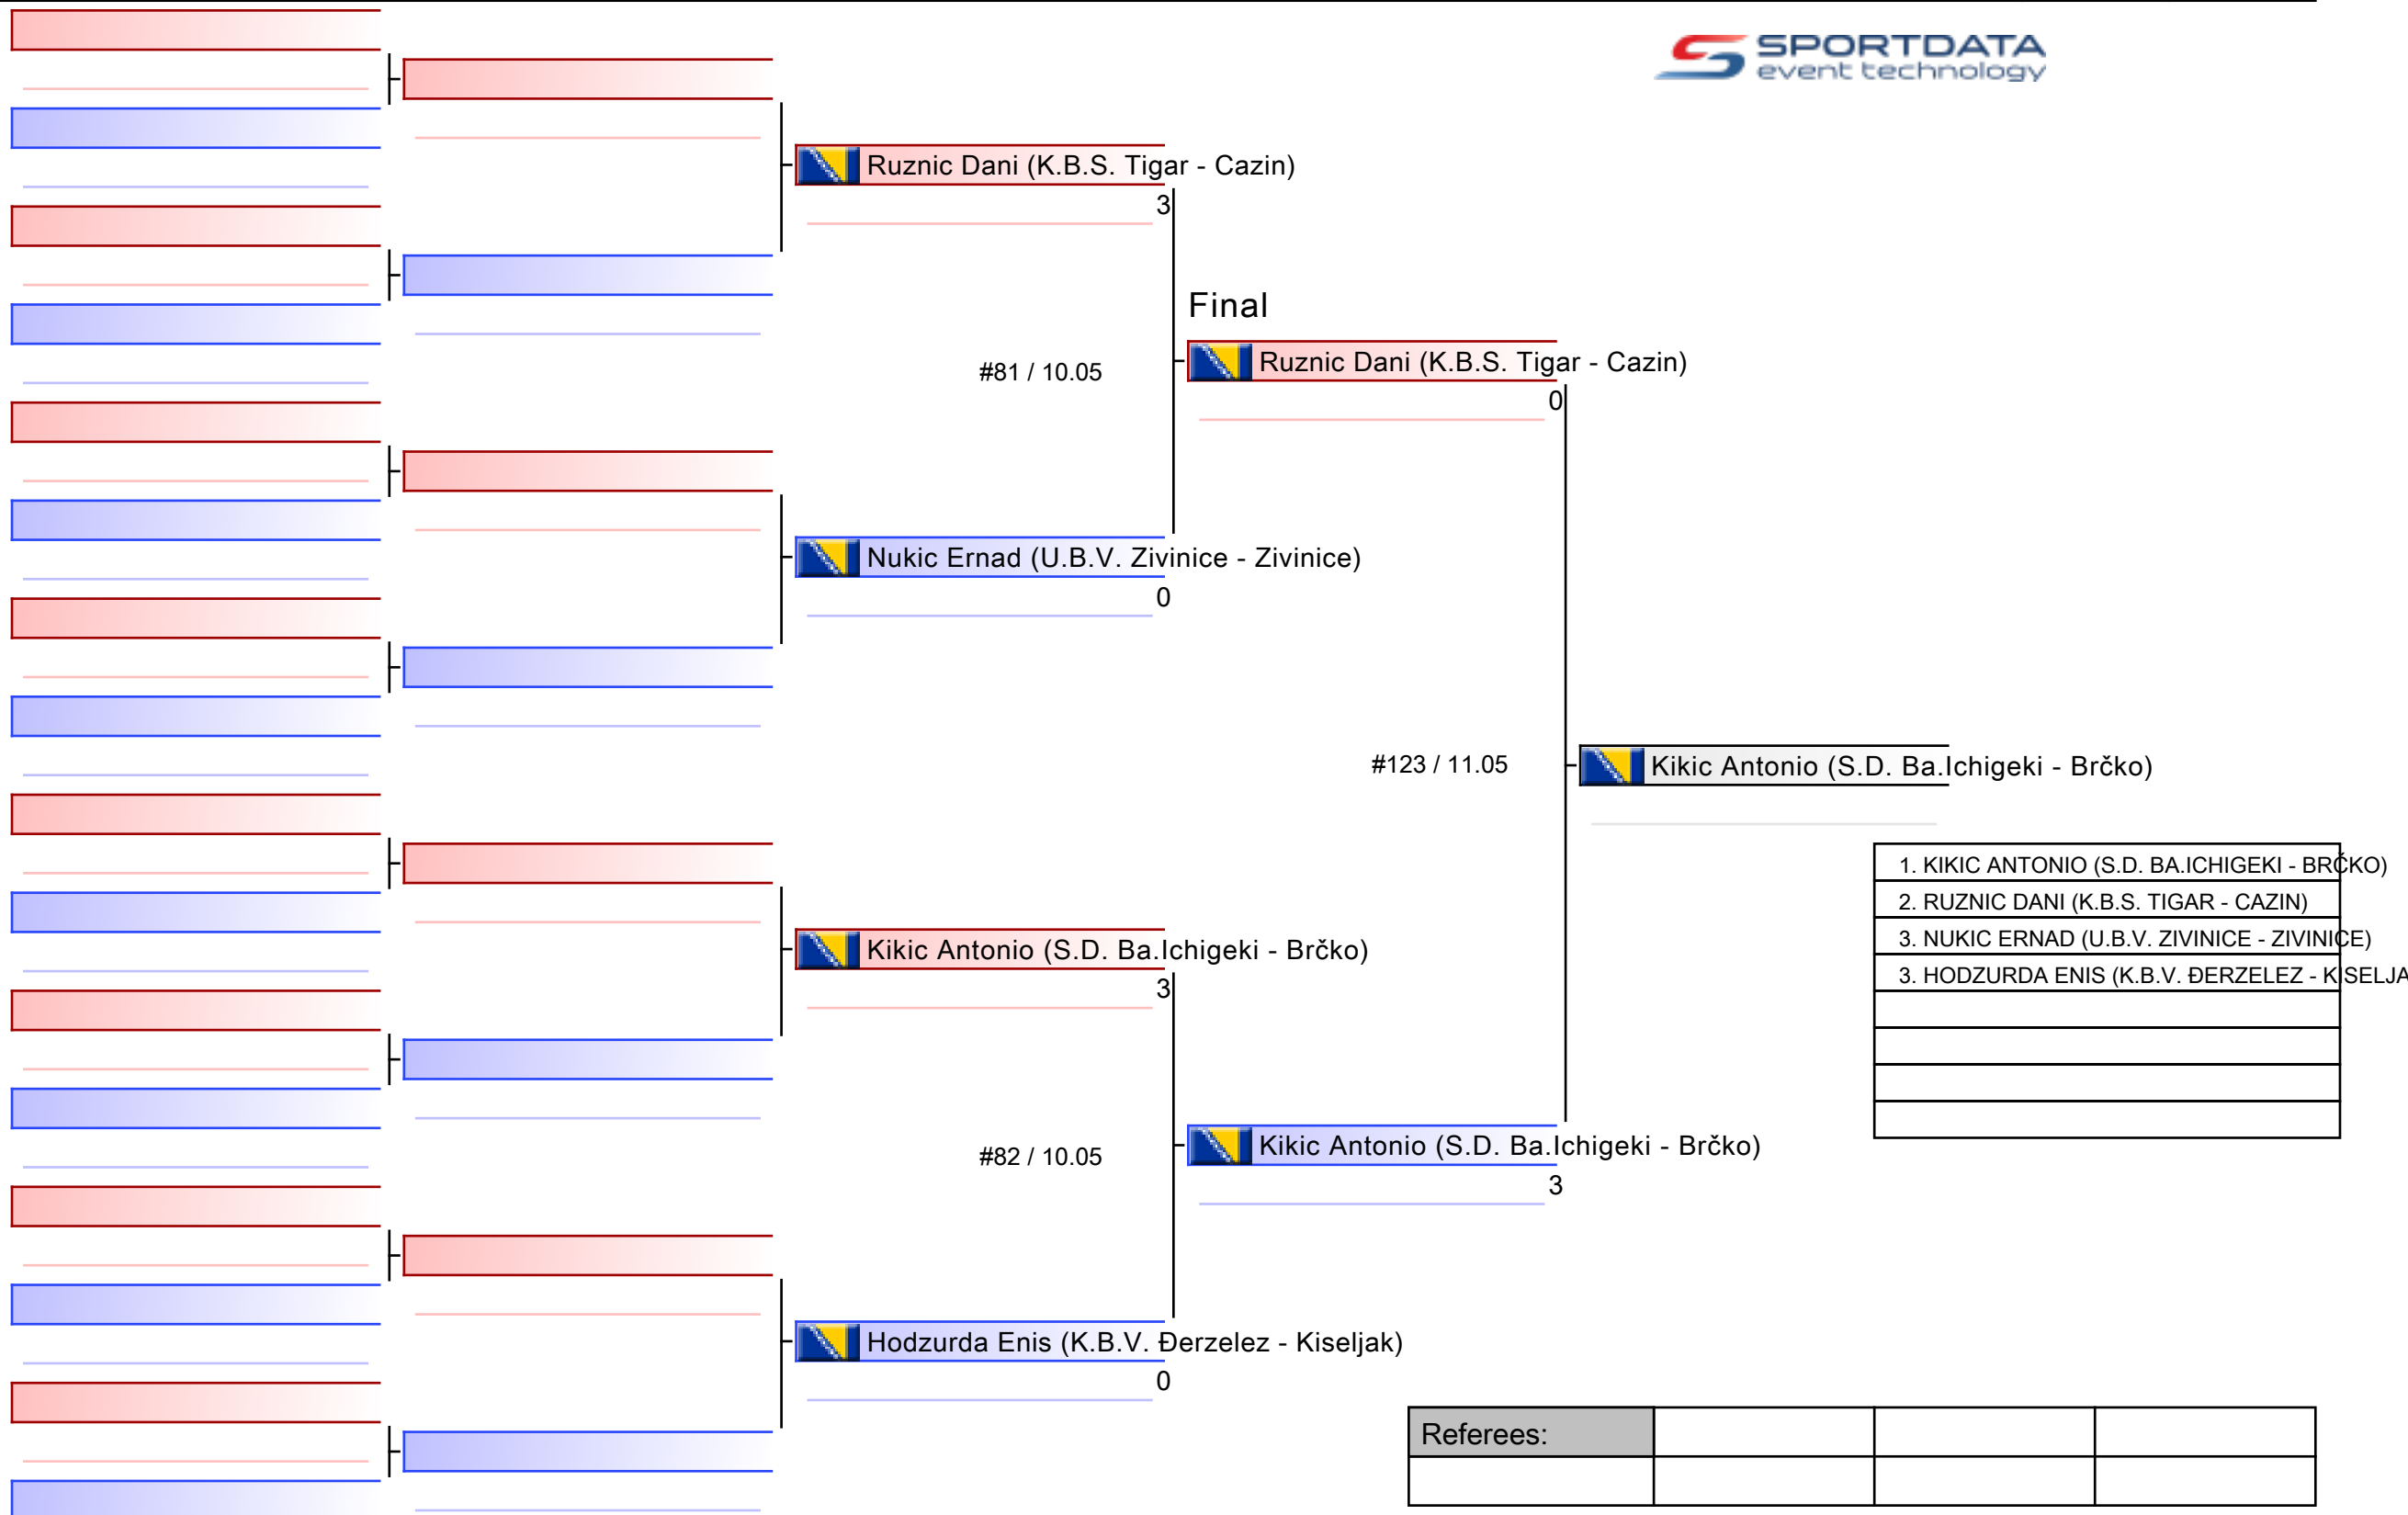 SPORTDATA
event technology
Ruznic Dani (K.B.S. Tigar - Cazin)
3
Final
#81 / 10.05
Ruznic Dani (K.B.S. Tigar - Cazin)
0
Nukic Ernad (U.B.V. Zivinice - Zivinice)
0
#123 / 11.05
Kikic Antonio (S.D. Ba.Ichigeki - Brčko)
1. KIKIC ANTONIO (S.D. BA.ICHIGEKI - BRČKO)
2. RUZNIC DANI (K.B.S. TIGAR - CAZIN)
3. NUKIC ERNAD (U.B.V. ZIVINICE - ZIVINICE)
3. HODZURDA ENIS (K.B.V. ĐERZELEZ - KISELJA
Kikic Antonio (S.D. Ba.Ichigeki - Brčko)
3
#82 / 10.05
Kikic Antonio (S.D. Ba.Ichigeki - Brčko)
3
Hodzurda Enis (K.B.V. Đerzelez - Kiseljak)
0
Referees: